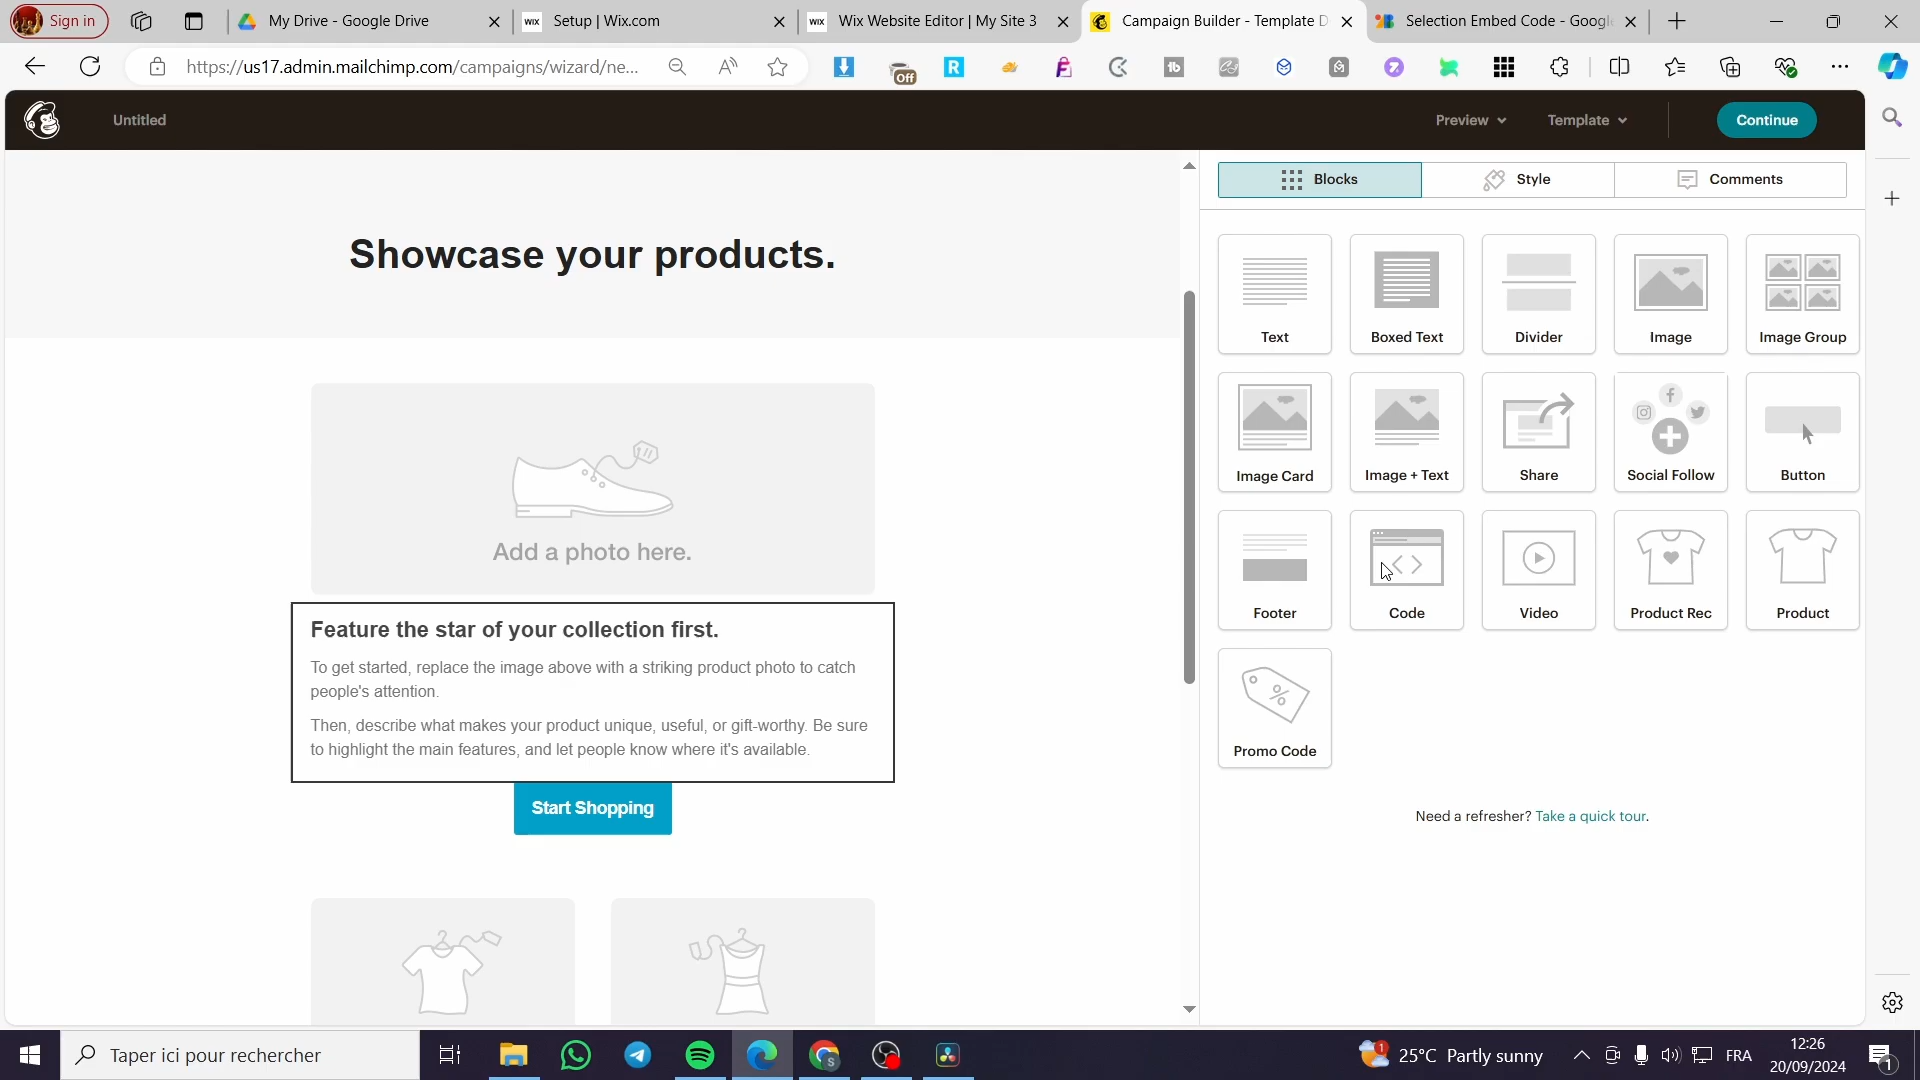 Sign in
My Drive - Google Drive
WIX
Setup | Wix.com
WIX
Wix Website Editor | My Site 3
Campaign Builder - Template D
Selection Embed Code - Googl
https://us17.admin.mailchimp.com/campaigns/wizard/ne...
Off
Untitled
Preview
Template
Continue
Blocks
Style
Comments
Showcase your products.
Text
Boxed Text
Divider
Image
Image Group
Image Card
Image + Text
Share
Social Follow
Button
Add a photo here.
Footer
Code
Video
Product Rec
Product
Feature the star of your collection first.
To get started, replace the image above with a striking product photo to catch
people's attention.
Then, describe what makes your product unique, useful, or gift-worthy. Be sure
to highlight the main features, and let people know where it's available.
Promo Code
Start Shopping
Need a refresher? Take a quick tour.
Taper ici pour rechercher
25°C Partly sunny
FRA
12:26
20/09/2024